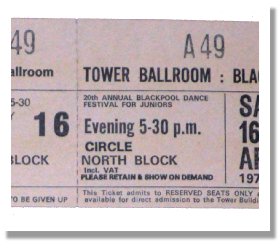 49
A49
allroom
TOWER BALLROOM : BLA
20th ANNUAL BLACKPOOL DANCE
FESTIVAL FOR JUNIORS
5-30
16
Evening 5-30 p.m.
CIRCLE
BLOCK
NORTH BLOCK
Incl. VAT
PLEASE RETAIN & SHOW ON DEMAND
SA
16
AP
197
TO BE GIVEN UP
This Ticket admits to RESERVED SEATS ONLY
available for direct admission to the Tower Build